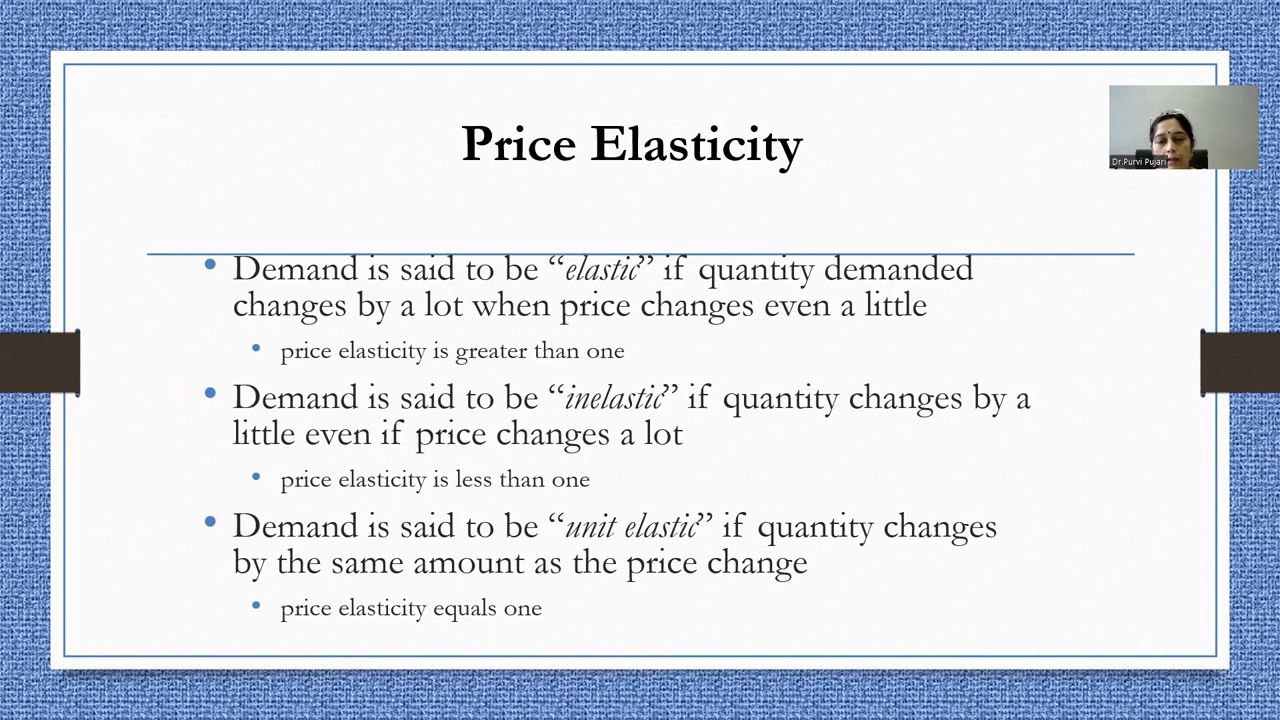 Price Elasticity
Dr.Purvi Pujari
• Demand is said to be “elastic” if quantity demanded
changes by a lot when price changes even a little
• price elasticity is greater than one
• Demand is said to be “inelastic” if quantity changes by a
little even if price changes a lot
• price elasticity is less than one
• Demand is said to be “unit elastic” if quantity changes
by the same amount as the price change
• price elasticity equals one